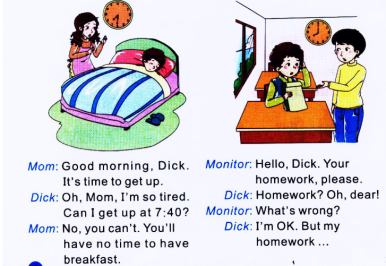 Mom: Good morning, Dick.
It's time to get up.
Dick: Oh, Mom, I'm so tired.
Can I get up at 7:40?
Mom: No, you can't. You'll
have no time to have
breakfast.
Monitor: Hello, Dick. Your
homework, please.
Dick: Homework? Oh, dear!
Monitor: What's wrong?
Dick: I'm OK. But my
homework ...